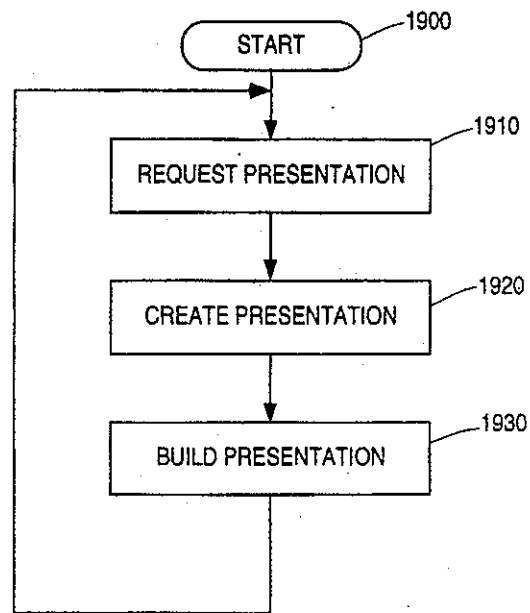 START
1900
REQUEST PRESENTATION
1910
CREATE PRESENTATION
1920
BUILD PRESENTATION
1930